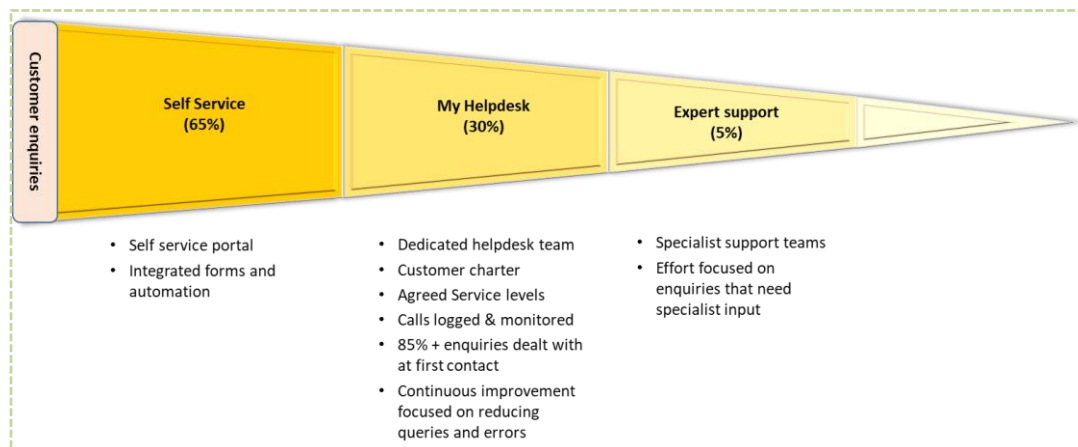 Customer enquiries
Self Service
(65%)
My Helpdesk
(30%)
Expert support
(5%)
• Self service portal
• Integrated forms and
automation
• Dedicated helpdesk team
• Customer charter
• Agreed Service levels
• Calls logged & monitored
• 85% + enquiries dealt with
at first contact
• Continuous improvement
focused on reducing
queries and errors
• Specialist support teams
• Effort focused on
enquiries that need
specialist input